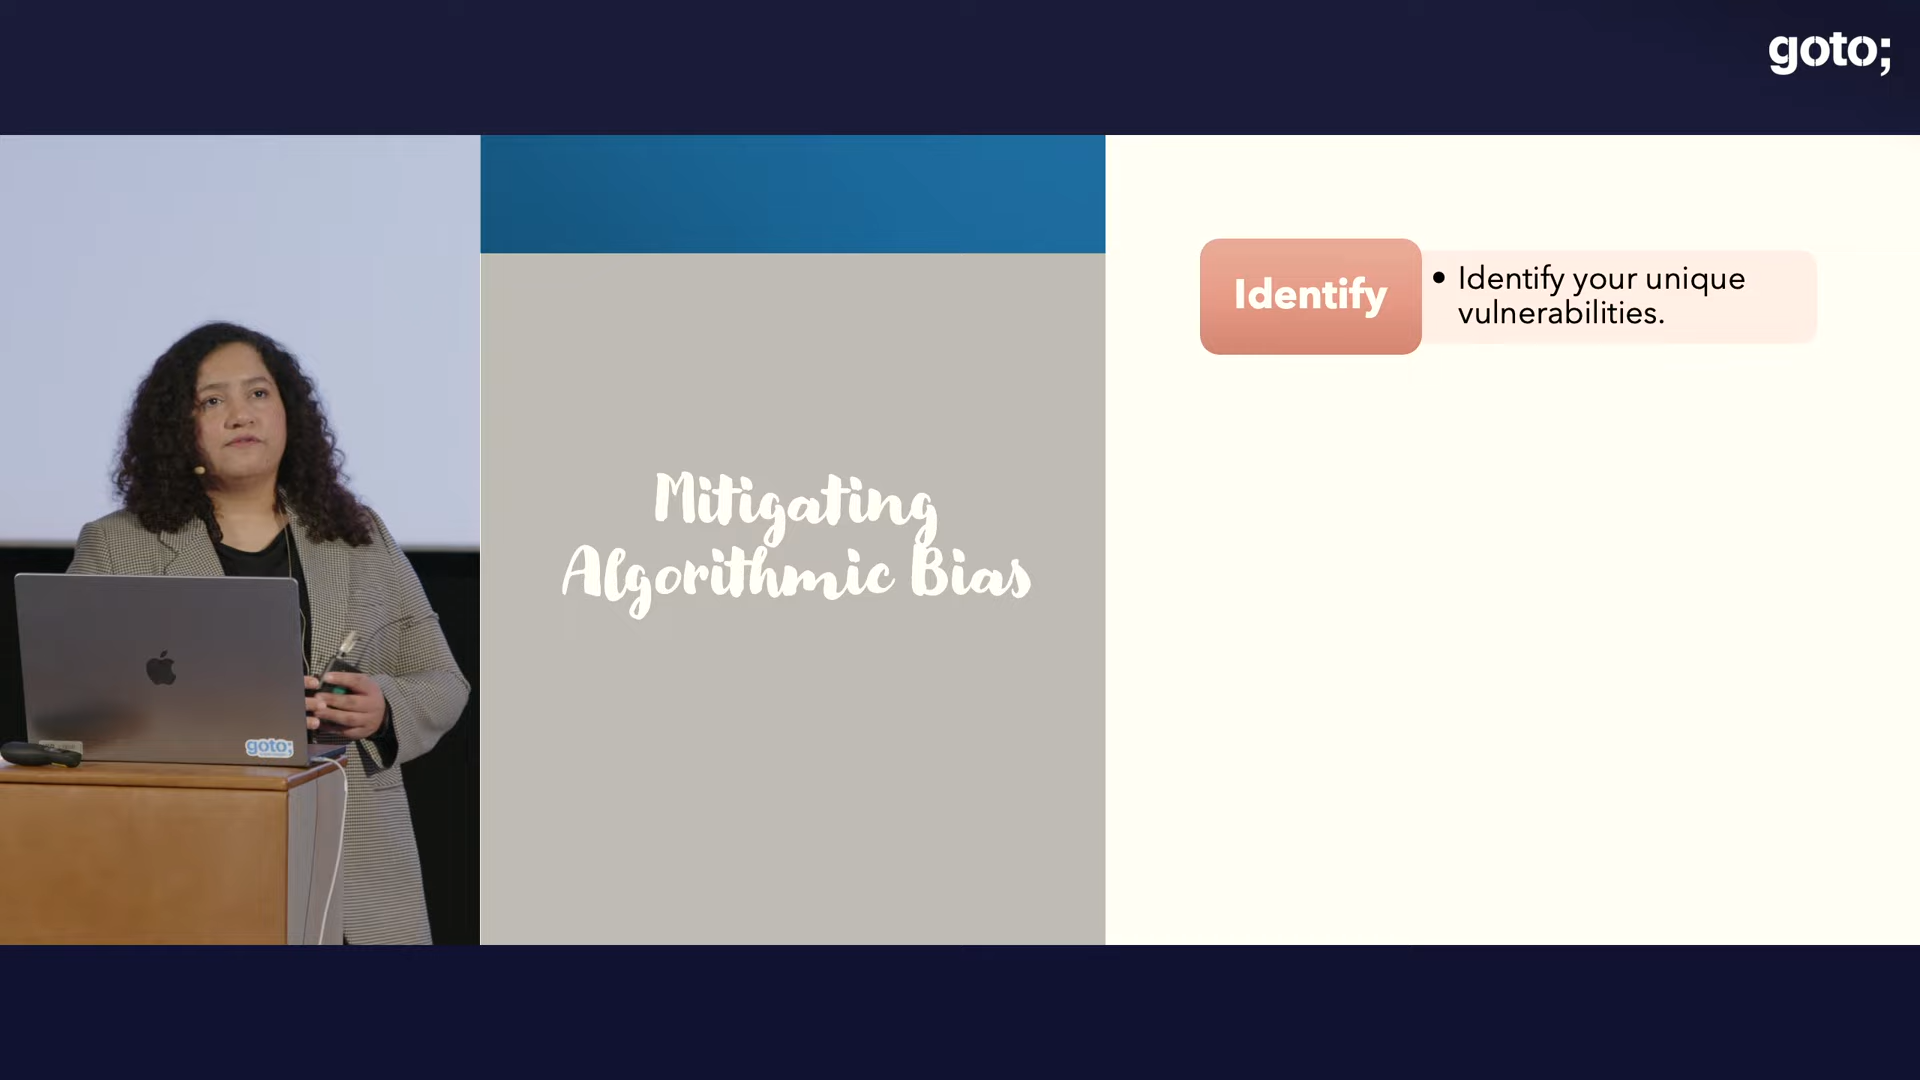 goto;
Mitigating
Algorithmic Bias
Identify
• Identify your unique
vulnerabilities.
goto;